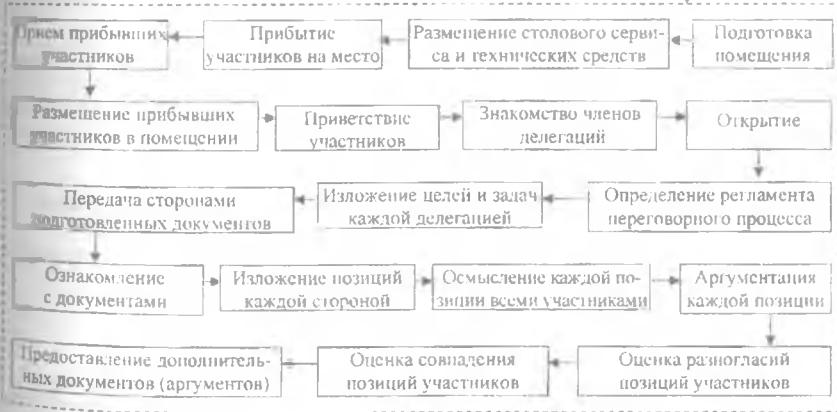 Прием прибывших
участников
Прибытие
участников на место
Размещение столового серви-
са и технических средств
Подготовка
помещения
Размещение прибывших
участников в помещении
Приветствие
участников
Знакомство членов
делегаций
Открытие
Передача сторонами
подготовленных документов
Изложение целей и задач
каждой делегацией
Определение регламента
переговорного процесса
Ознакомление
с документами
Изложение позиций
каждой стороной
Осмысление каждой по-
зиции всеми участниками
Аргументация
каждой позиции
Предоставление дополнитель-
ных документов (аргументов)
Оценка совпадения
позиций участников
Оценка разногласий
позиций участников